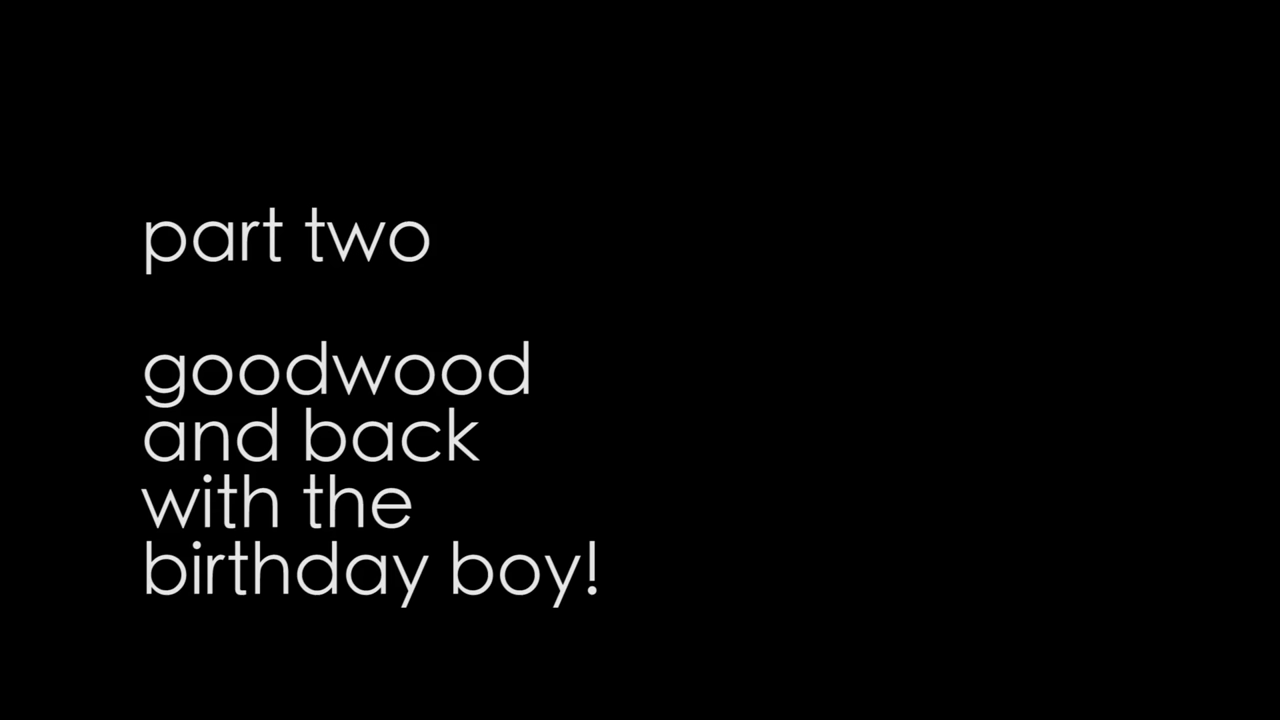 part two
goodwood
and back
with the
birthday boy!